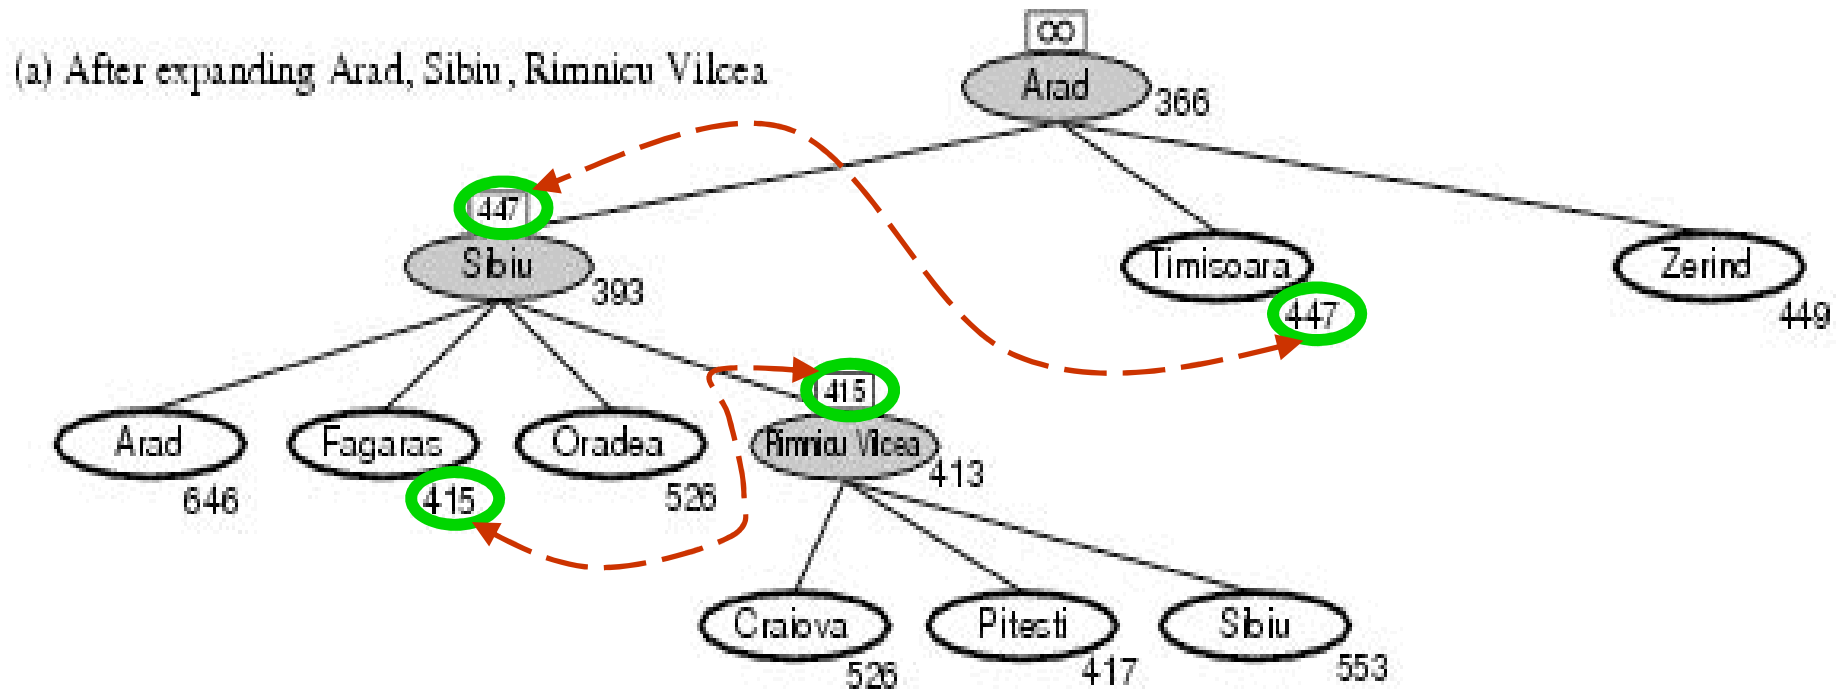 ∞
(a) After expanding Arad, Sibiu, Rimnicu Vilcea
Arad
366
447
Sibiu
393
Timisoara
447
Zerind
449
415
Arad
646
Fagaras
415
Oradea
526
Rimnicu Vilcea
413
Craiova
526
Pitesti
417
Sibiu
553